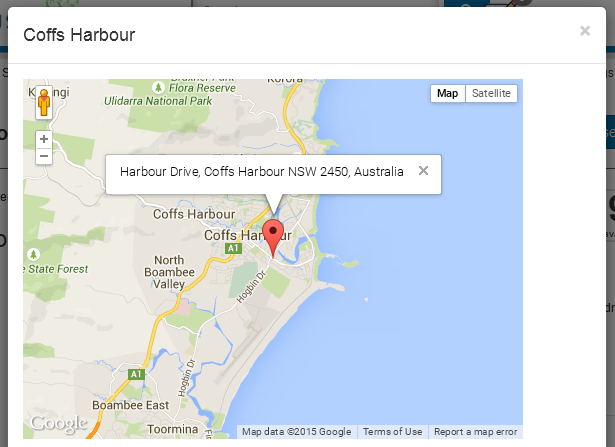 Coffs Harbour
×
Flora Reserve
Korora
Ulidarra National Park
Map
Satellite
+
−
Harbour Drive, Coffs Harbour NSW 2450, Australia
×
Coffs Harbour
Coffs Harbour
A1
North
Boambee
Valley
e State Forest
Hogbin Dr
A1
Hogbin Dr
Boambee East
Toormina
Google
Map data ©2015 Google
Terms of Use
Report a map error